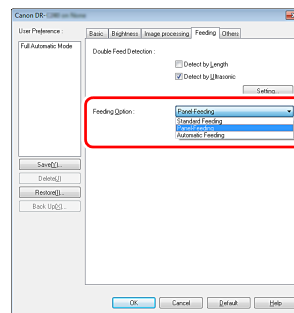 Canon DR-
User Preference :
Full Automatic Mode
Basic Brightness Image processing Feeding Others
Double Feed Detection :
Detect by Length
Detect by Ultrasonic
Setting...
Feeding Option :
Panel-Feeding
Standard Feeding
Panel-Feeding
Automatic Feeding
Save(Y)...
Delete(J)
Restore(I)...
Back Up(X)...
OK Cancel Default Help